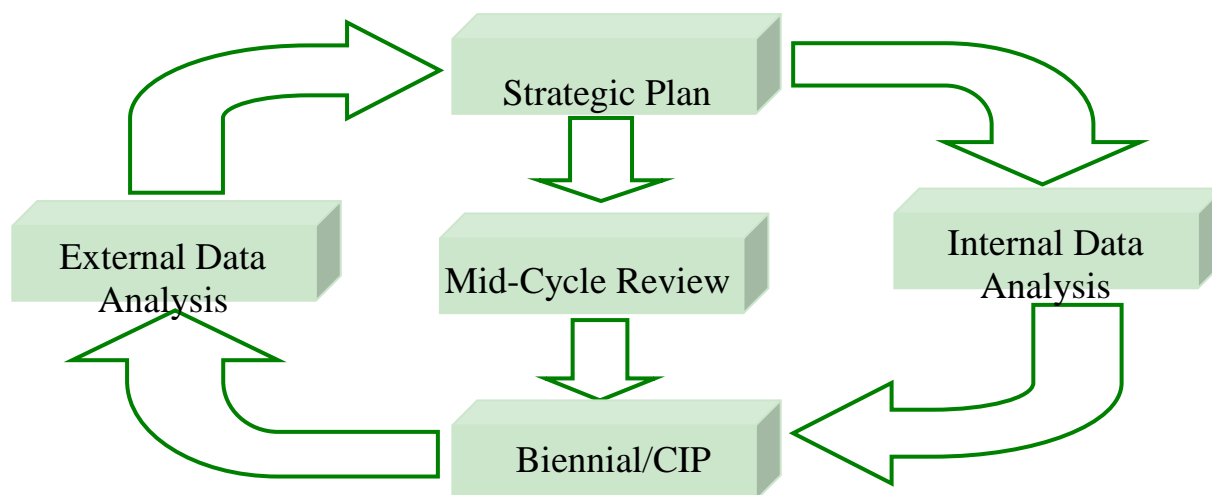 Strategic Plan
External Data
Analysis
Mid-Cycle Review
Internal Data
Analysis
Biennial/CIP